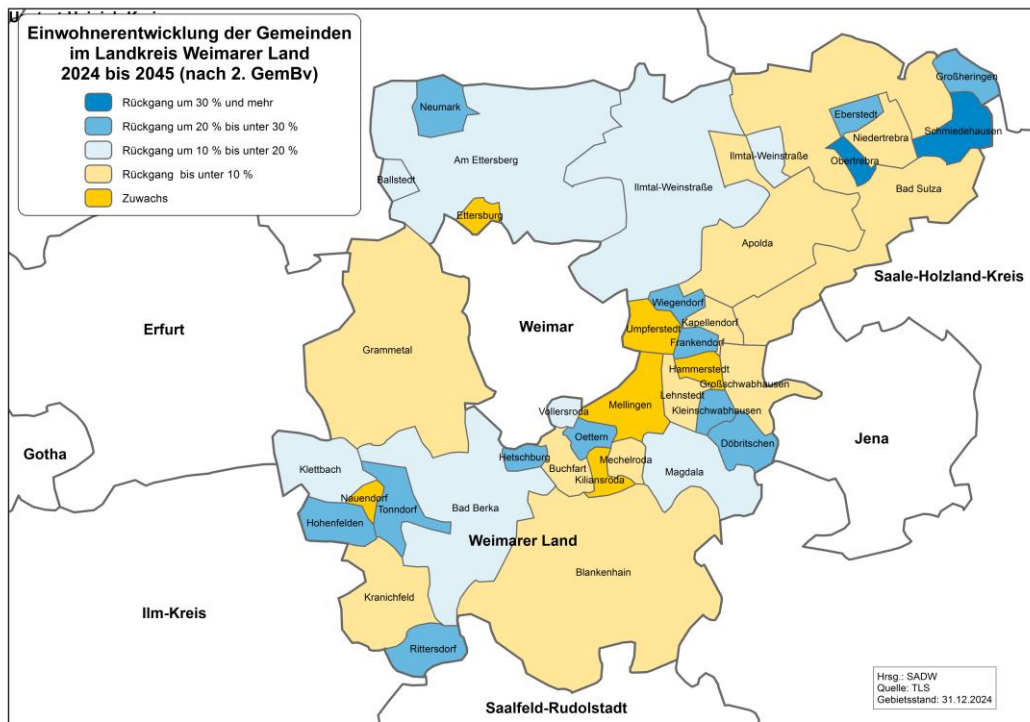 Einwohnerentwicklung der Gemeinden
im Landkreis Weimarer Land
2024 bis 2045 (nach 2. GemBv)
Rückgang um 30 % und mehr
Rückgang um 20 % bis unter 30 %
Rückgang um 10 % bis unter 20 %
Rückgang bis unter 10 %
Zuwachs
Großheringen
Neumark
Eberstedt
Schmiedehausen
Niedertrebra
Am Ettersberg
Ilmtal-Weinstraße
Obertrebra
Ballstedt
Ilmtal-Weinstraße
Bad Sulza
Ettersburg
Apolda
Saale-Holzland-Kreis
Wiegendorf
Erfurt
Weimar
Umpferstedt
Kapellendorf
Frankendorf
Grammetal
Hammerstedt
Großschwabhausen
Lehnstedt
Mellingen
Kleinschwabhausen
Vollersroda
Oettern
Döbritschen
Jena
Gotha
Hetschburg
Mechelroda
Klettbach
Buchfart
Magdala
Kiliansroda
Nauendorf
Tonndorf
Bad Berka
Hohenfelden
Weimarer Land
Blankenhain
Kranichfeld
Ilm-Kreis
Rittersdorf
Saalfeld-Rudolstadt
Hrsg.: SADW
Quelle: TLS
Gebietsstand: 31.12.2024